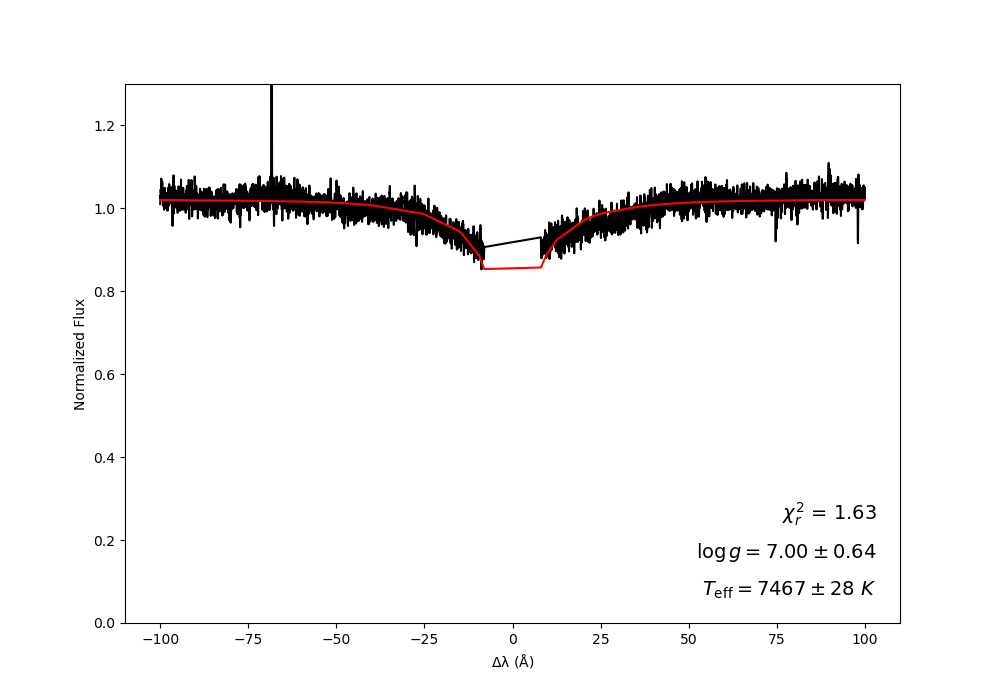 1.2
1.0
0.8
0.6
0.4
0.2
0.0
Normalized Flux
χ²ᵣ = 1.63
log g = 7.00 ± 0.64
T_eff = 7467 ± 28 K
−100 −75 −50 −25 0 25 50 75 100
Δλ (Å)